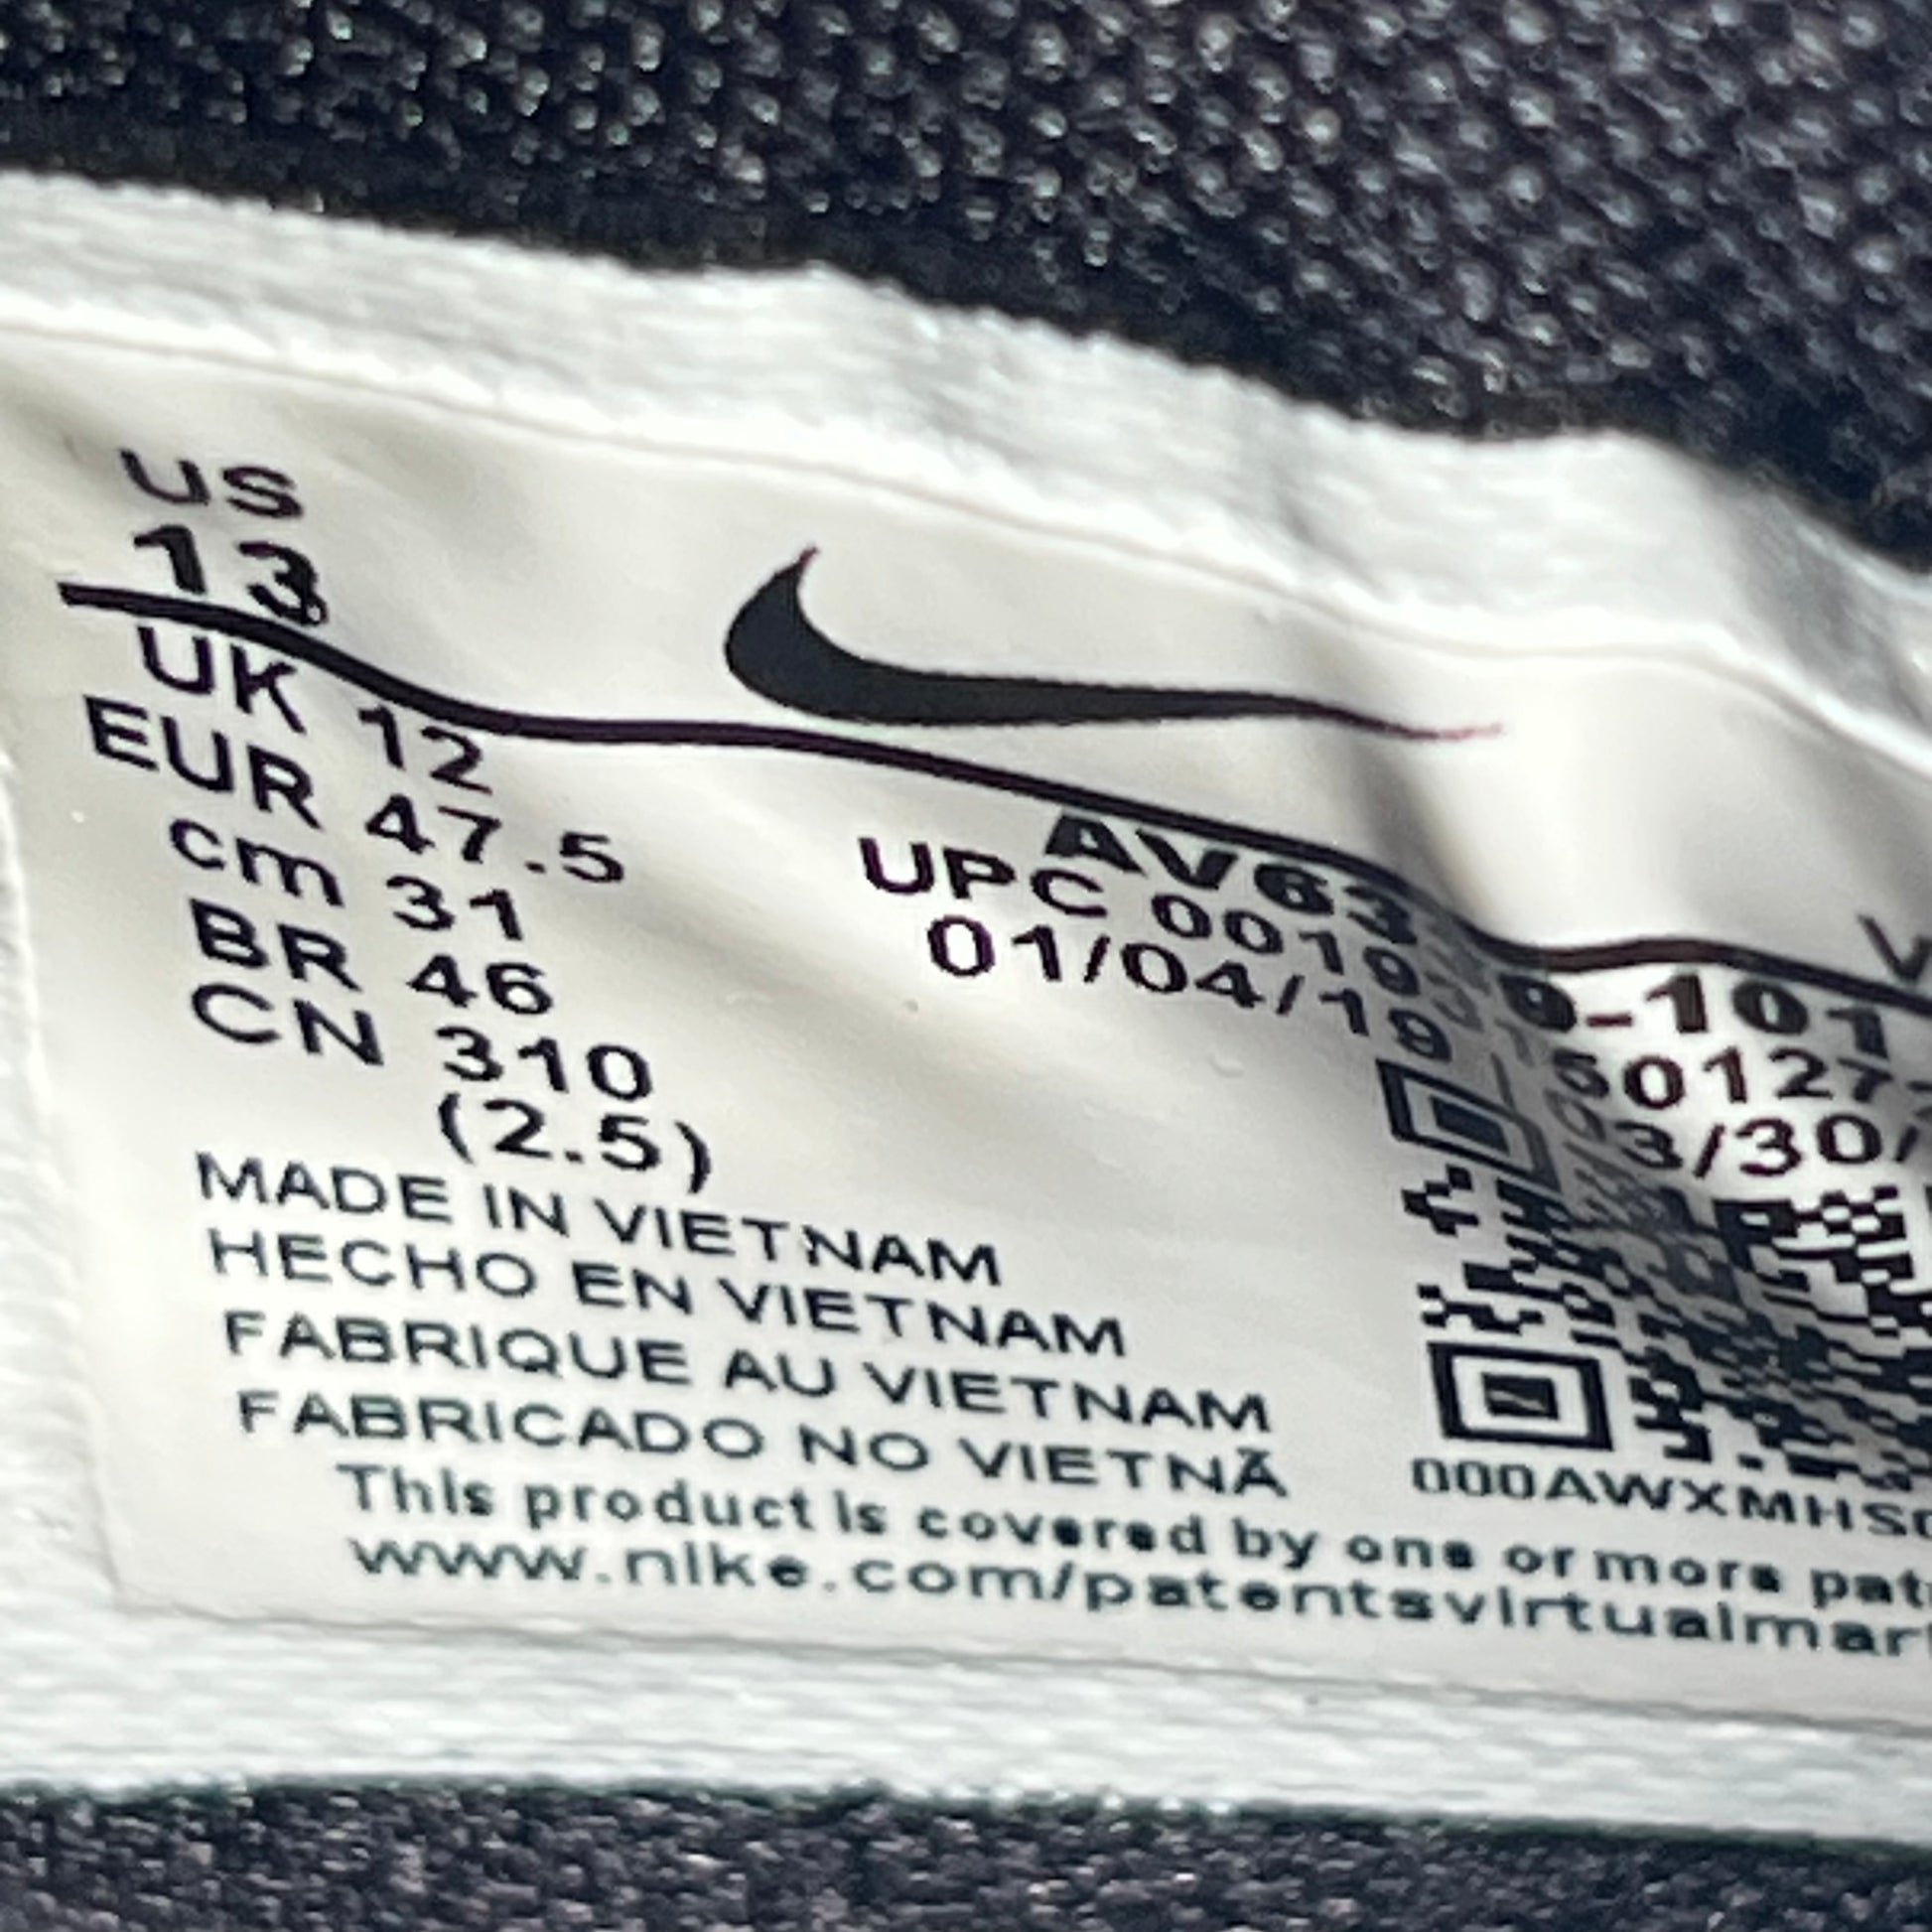 US
13
UK 12
EUR 47.5
cm 31
BR 46
CN 310
(2.5)
UPC
01/04/19
MADE IN VIETNAM
HECHO EN VIETNAM
FABRIQUE AU VIETNAM
FABRICADO NO VIETNÃ
000AWXMHS
This product is covered by one or more pat
www.nike.com/patentsvirtualmar